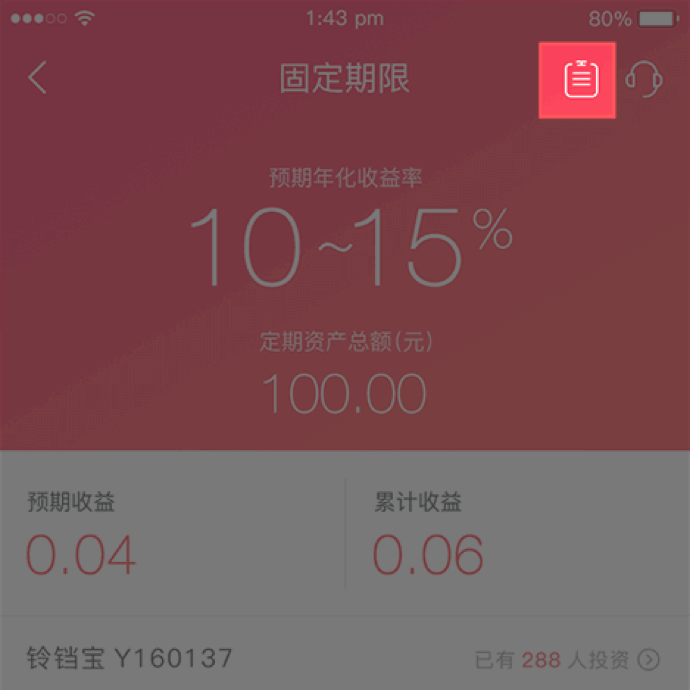 1:43 pm 80%
固定期限
预期年化收益率
10~15%
定期资产总额(元)
100.00
预期收益 累计收益
0.04 0.06
铃铛宝 Y160137 已有 288 人投资